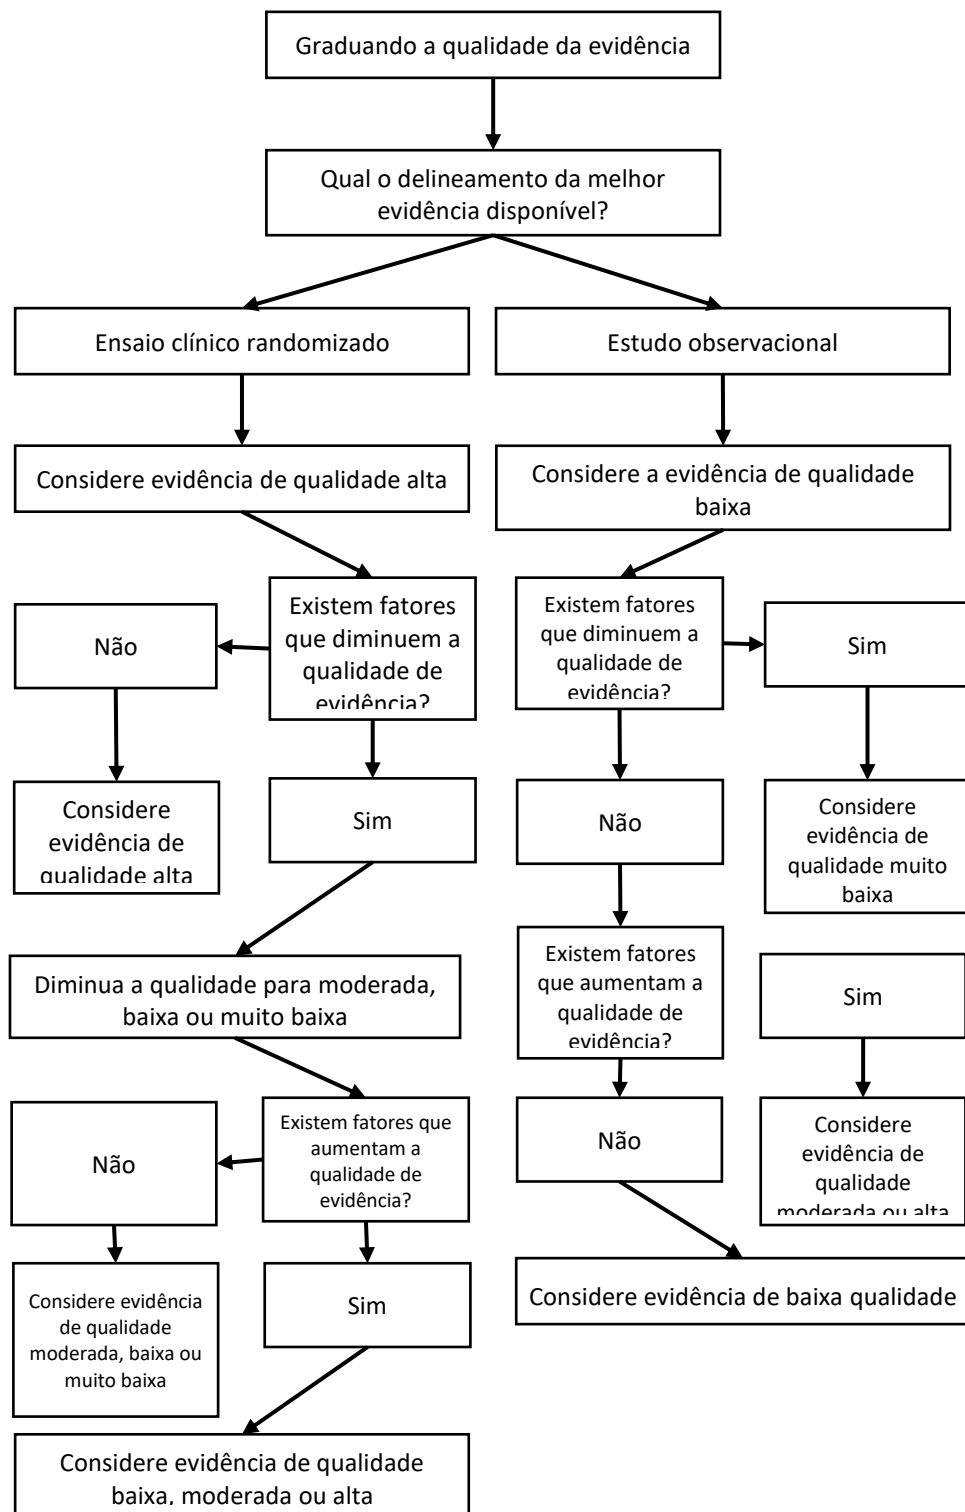 Graduando a qualidade da evidência
Qual o delineamento da melhor
evidência disponível?
Ensaio clínico randomizado
Estudo observacional
Considere evidência de qualidade alta
Considere a evidência de qualidade
baixa
Não
Existem fatores
que diminuem a
qualidade de
evidência?
Existem fatores
que diminuem a
qualidade de
evidência?
Sim
Considere
evidência de
qualidade alta
Sim
Não
Considere
evidência de
qualidade muito
baixa
Diminua a qualidade para moderada,
baixa ou muito baixa
Existem fatores
que aumentam a
qualidade de
evidência?
Sim
Não
Existem fatores que
aumentam a
qualidade de
evidência?
Não
Considere
evidência de
qualidade
moderada ou alta
Considere evidência
de qualidade
moderada, baixa ou
muito baixa
Sim
Considere evidência de baixa qualidade
Considere evidência de qualidade
baixa, moderada ou alta